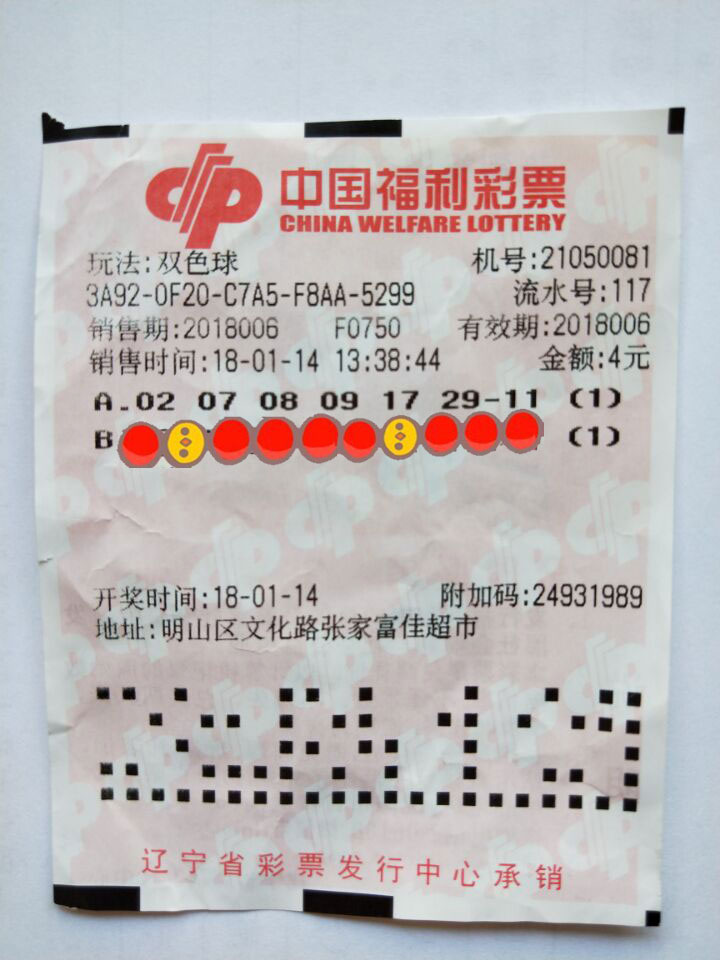 中国福利彩票
CHINA WELFARE LOTTERY
玩法:双色球 机号:21050081
3A92-0F20-C7A5-F8AA-5299 流水号:117
销售期:2018006 F0750 有效期:2018006
销售时间:18-01-14 13:38:44 金额:4元
A.02 07 08 09 17 29-11 (1)
B (1)
开奖时间:18-01-14 附加码:24931989
地址:明山区文化路张家富佳超市
辽宁省彩票发行中心承销